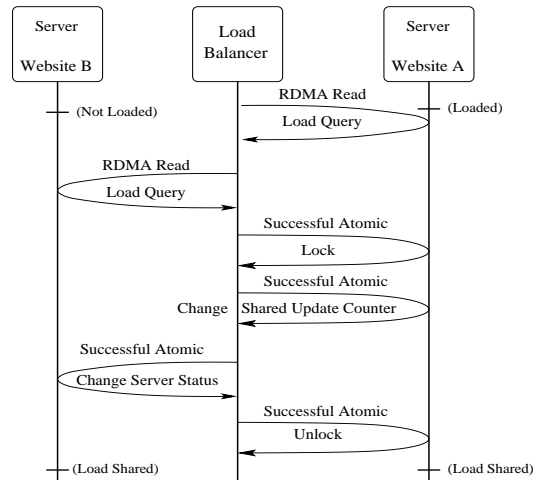 Server
Website B
Load
Balancer
Server
Website A
RDMA Read
(Not Loaded)
(Loaded)
Load Query
RDMA Read
Load Query
Successful Atomic
Lock
Successful Atomic
Change Shared Update Counter
Successful Atomic
Change Server Status
Successful Atomic
Unlock
(Load Shared)
(Load Shared)